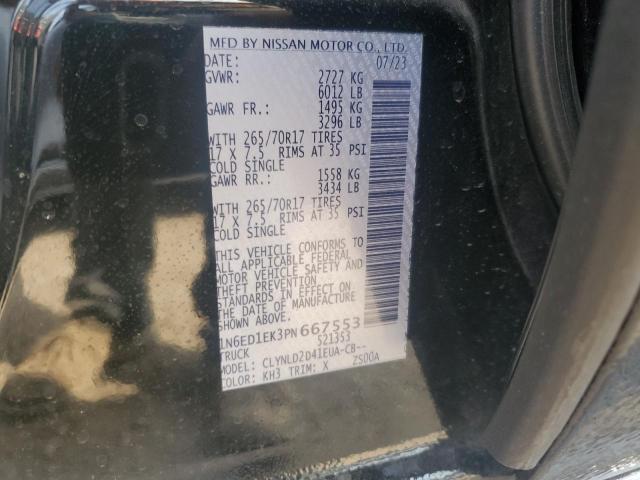 MFD BY NISSAN MOTOR CO., LTD.
DATE: 07/23
GVWR: 2727 KG
6012 LB
GAWR FR.: 1495 KG
3296 LB
WITH 265/70R17 TIRES
17 X 7.5 RIMS AT 35 PSI
COLD SINGLE
GAWR RR.: 1558 KG
3434 LB
WITH 265/70R17 TIRES
17 X 7.5 RIMS AT 35 PSI
COLD SINGLE
THIS VEHICLE CONFORMS TO
ALL APPLICABLE FEDERAL
MOTOR VEHICLE SAFETY AND
THEFT PREVENTION
STANDARDS IN EFFECT ON
THE DATE OF MANUFACTURE
SHOWN ABOVE.
1N6ED1EK3PN667553
TRUCK 521353
MODEL: CLYNLD2D41EUA-CB--
COLOR: KH3 TRIM: X ZS00A